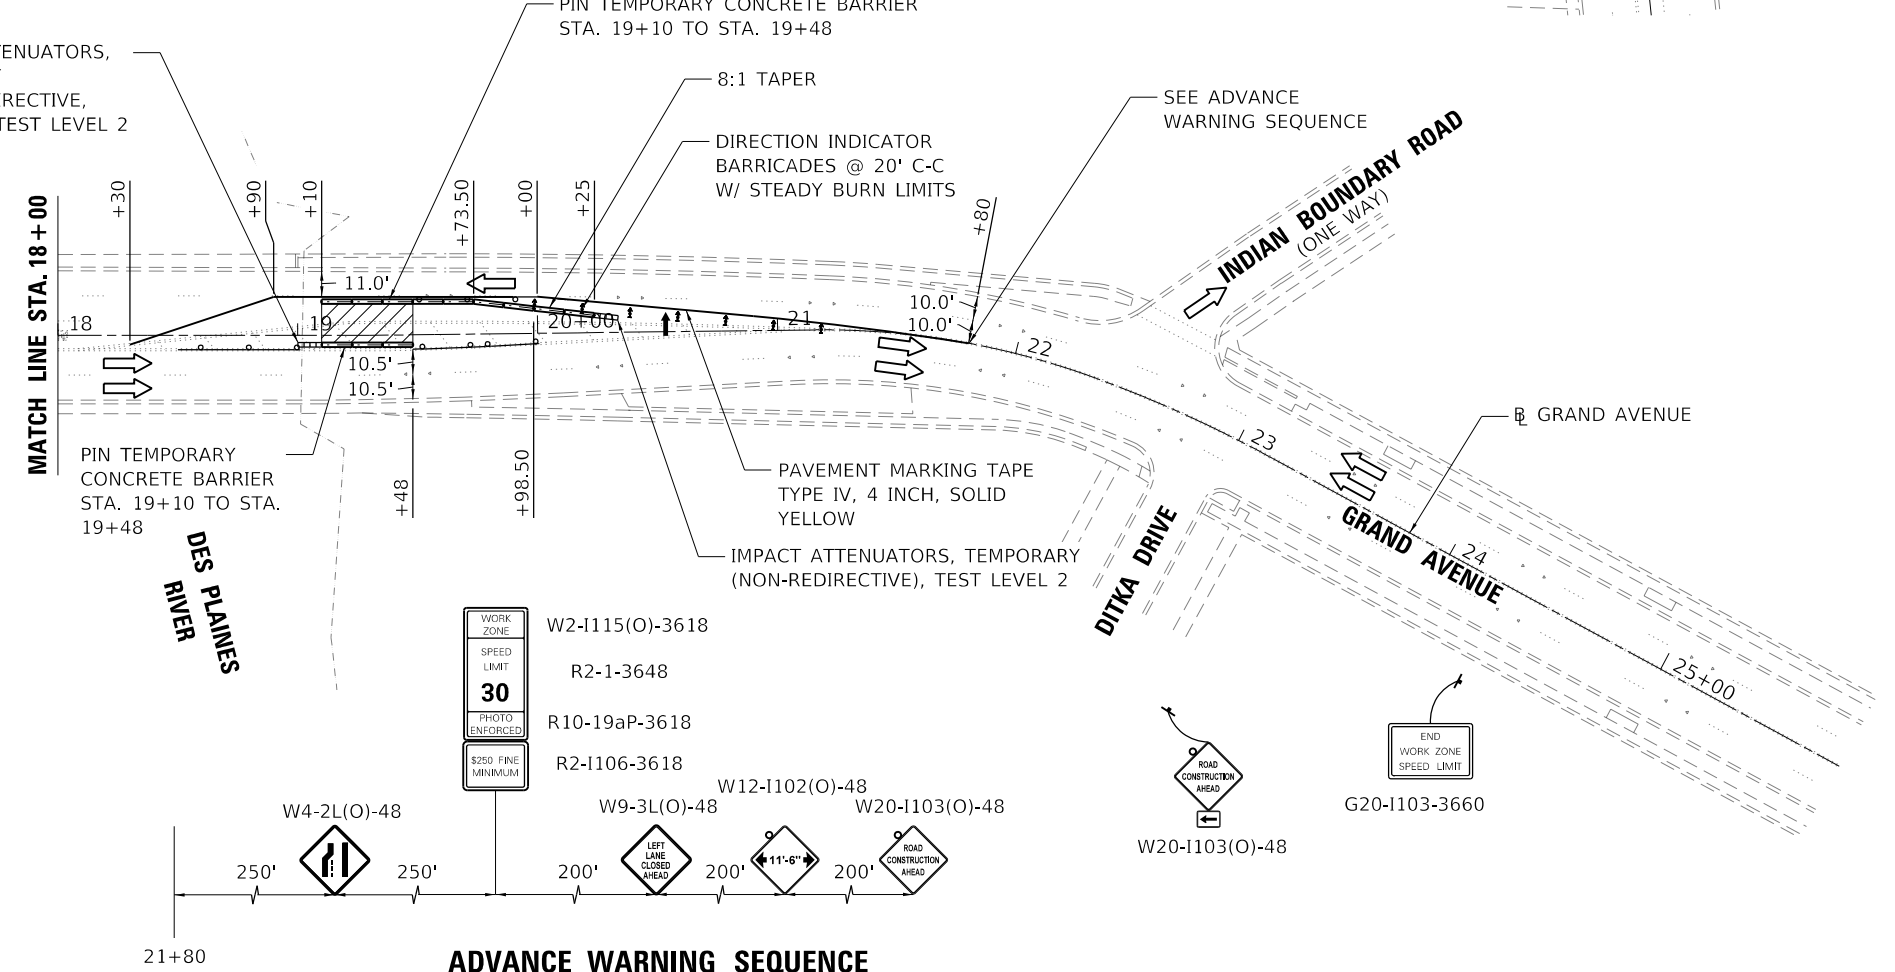 PIN TEMPORARY CONCRETE BARRIER
STA. 19+10 TO STA. 19+48
TENUATORS,
IRECTIVE,
TEST LEVEL 2
8:1 TAPER
DIRECTION INDICATOR
BARRICADES @ 20' C-C
W/ STEADY BURN LIMITS
SEE ADVANCE
WARNING SEQUENCE
INDIAN BOUNDARY ROAD
(ONE WAY)
MATCH LINE STA. 18+00
+30
+90
+10
+73.50
+00
+25
+80
11.0'
10.0'
10.0'
18
19
20+00
21
22
23
24
25+00
10.5'
10.5'
+48
+98.50
PIN TEMPORARY
CONCRETE BARRIER
STA. 19+10 TO STA.
19+48
PAVEMENT MARKING TAPE
TYPE IV, 4 INCH, SOLID
YELLOW
IMPACT ATTENUATORS, TEMPORARY
(NON-REDIRECTIVE), TEST LEVEL 2
BL GRAND AVENUE
GRAND AVENUE
DITKA DRIVE
DES PLAINES
RIVER
WORK
ZONE
SPEED
LIMIT
30
PHOTO
ENFORCED
$250 FINE
MINIMUM
W2-I115(O)-3618
R2-1-3648
R10-19aP-3618
R2-I106-3618
W4-2L(O)-48
W9-3L(O)-48
W12-I102(O)-48
W20-I103(O)-48
LEFT
LANE
CLOSED
AHEAD
11'-6"
ROAD
CONSTRUCTION
AHEAD
250'
250'
200'
200'
200'
21+80
ADVANCE WARNING SEQUENCE
ROAD
CONSTRUCTION
AHEAD
W20-I103(O)-48
END
WORK ZONE
SPEED LIMIT
G20-I103-3660